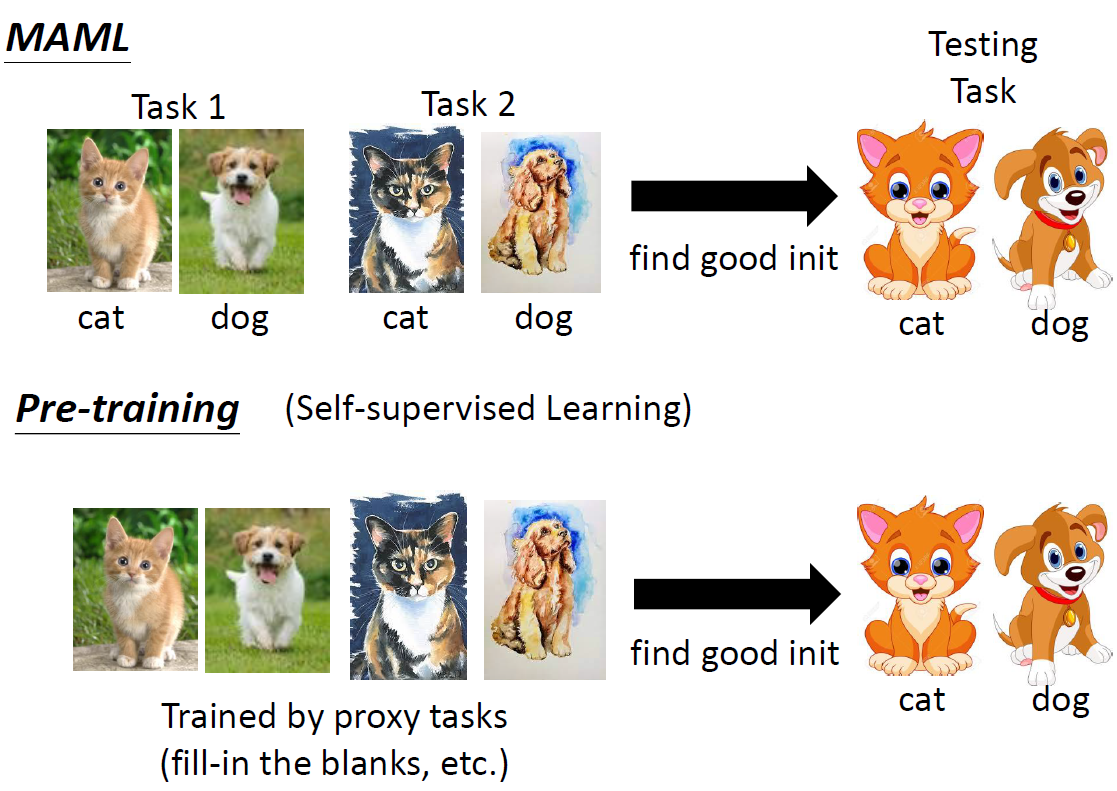 MAML
Testing
Task
Task 1
Task 2
find good init
cat
dog
cat
dog
cat
dog
Pre-training (Self-supervised Learning)
find good init
cat
dog
Trained by proxy tasks
(fill-in the blanks, etc.)